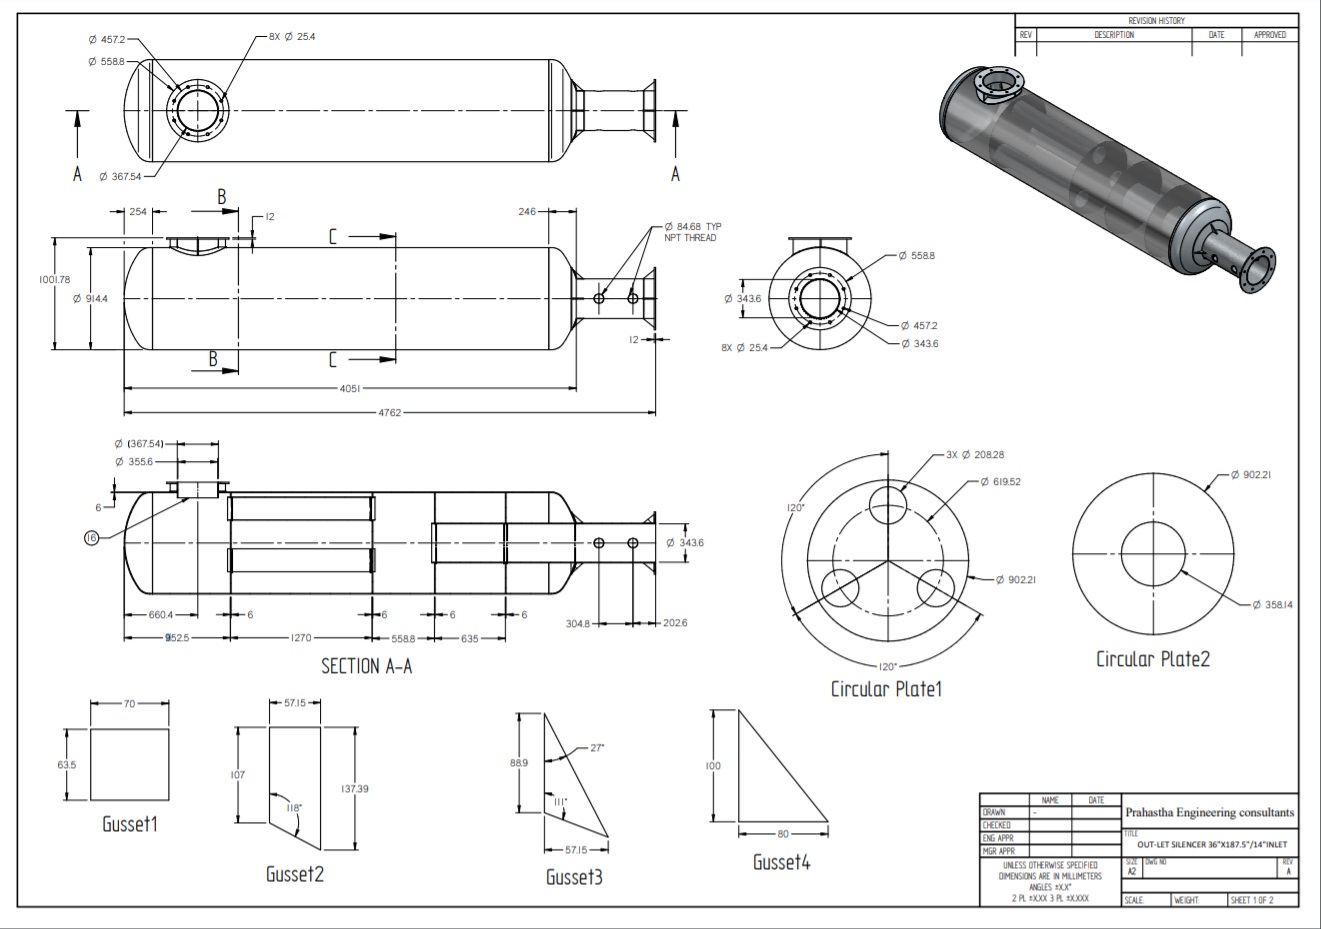 REVISION HISTORY
REV DESCRIPTION DATE APPROVED
Ø 457.2
8X Ø 25.4
Ø 558.8
A
A
Ø 367.54
B
254
12
246
C
Ø 84.68 TYP
NPT THREAD
1001.78
Ø 914.4
B
C
12
4051
4762
Ø 558.8
Ø 343.6
Ø 457.2
8X Ø 25.4
Ø 343.6
Ø (367.54)
Ø 355.6
6
16
Ø 343.6
660.4
6
6
6
6
304.8
202.6
952.5
1270
558.8
635
SECTION A-A
3X Ø 208.28
Ø 619.52
120°
Ø 902.21
120°
Circular Plate1
Ø 902.21
Ø 358.14
Circular Plate2
70
63.5
Gusset1
57.15
107
137.39
118°
Gusset2
88.9
27°
111°
57.15
Gusset3
100
80
Gusset4
NAME DATE
DRAWN -
CHECKED
ENG APPR
MGR APPR
UNLESS OTHERWISE SPECIFIED
DIMENSIONS ARE IN MILLIMETERS
ANGLES ±X.X°
2 PL ±X.XX 3 PL ±X.XXX
Prahastha Engineering consultants
TITLE
OUT-LET SILENCER 36"X187.5"/14"INLET
SIZE DWG NO REV
A2 A
SCALE: WEIGHT: SHEET 1 OF 2